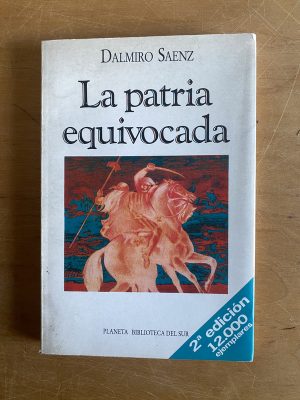 DALMIRO SAENZ
La patria
equivocada
2ª edición
12.000
ejemplares
PLANETA BIBLIOTECA DEL SUR